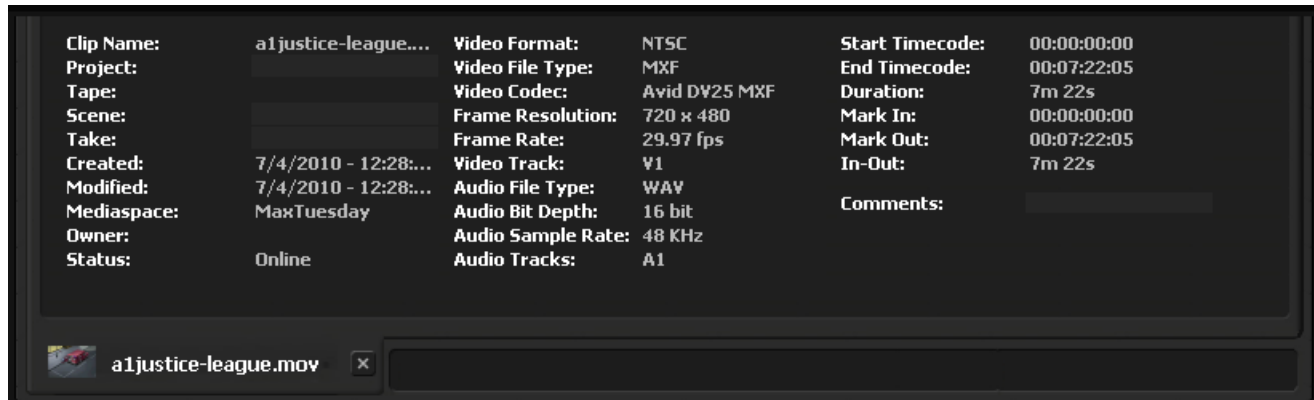 Clip Name: a1justice-league.... Video Format: NTSC Start Timecode: 00:00:00:00
Project: Video File Type: MXF End Timecode: 00:07:22:05
Tape: Video Codec: Avid DV25 MXF Duration: 7m 22s
Scene: Frame Resolution: 720 x 480 Mark In: 00:00:00:00
Take: Frame Rate: 29.97 fps Mark Out: 00:07:22:05
Created: 7/4/2010 - 12:28:... Video Track: V1 In-Out: 7m 22s
Modified: 7/4/2010 - 12:28:... Audio File Type: WAV
Mediaspace: MaxTuesday Audio Bit Depth: 16 bit Comments:
Owner: Audio Sample Rate: 48 KHz
Status: Online Audio Tracks: A1
a1justice-league.mov